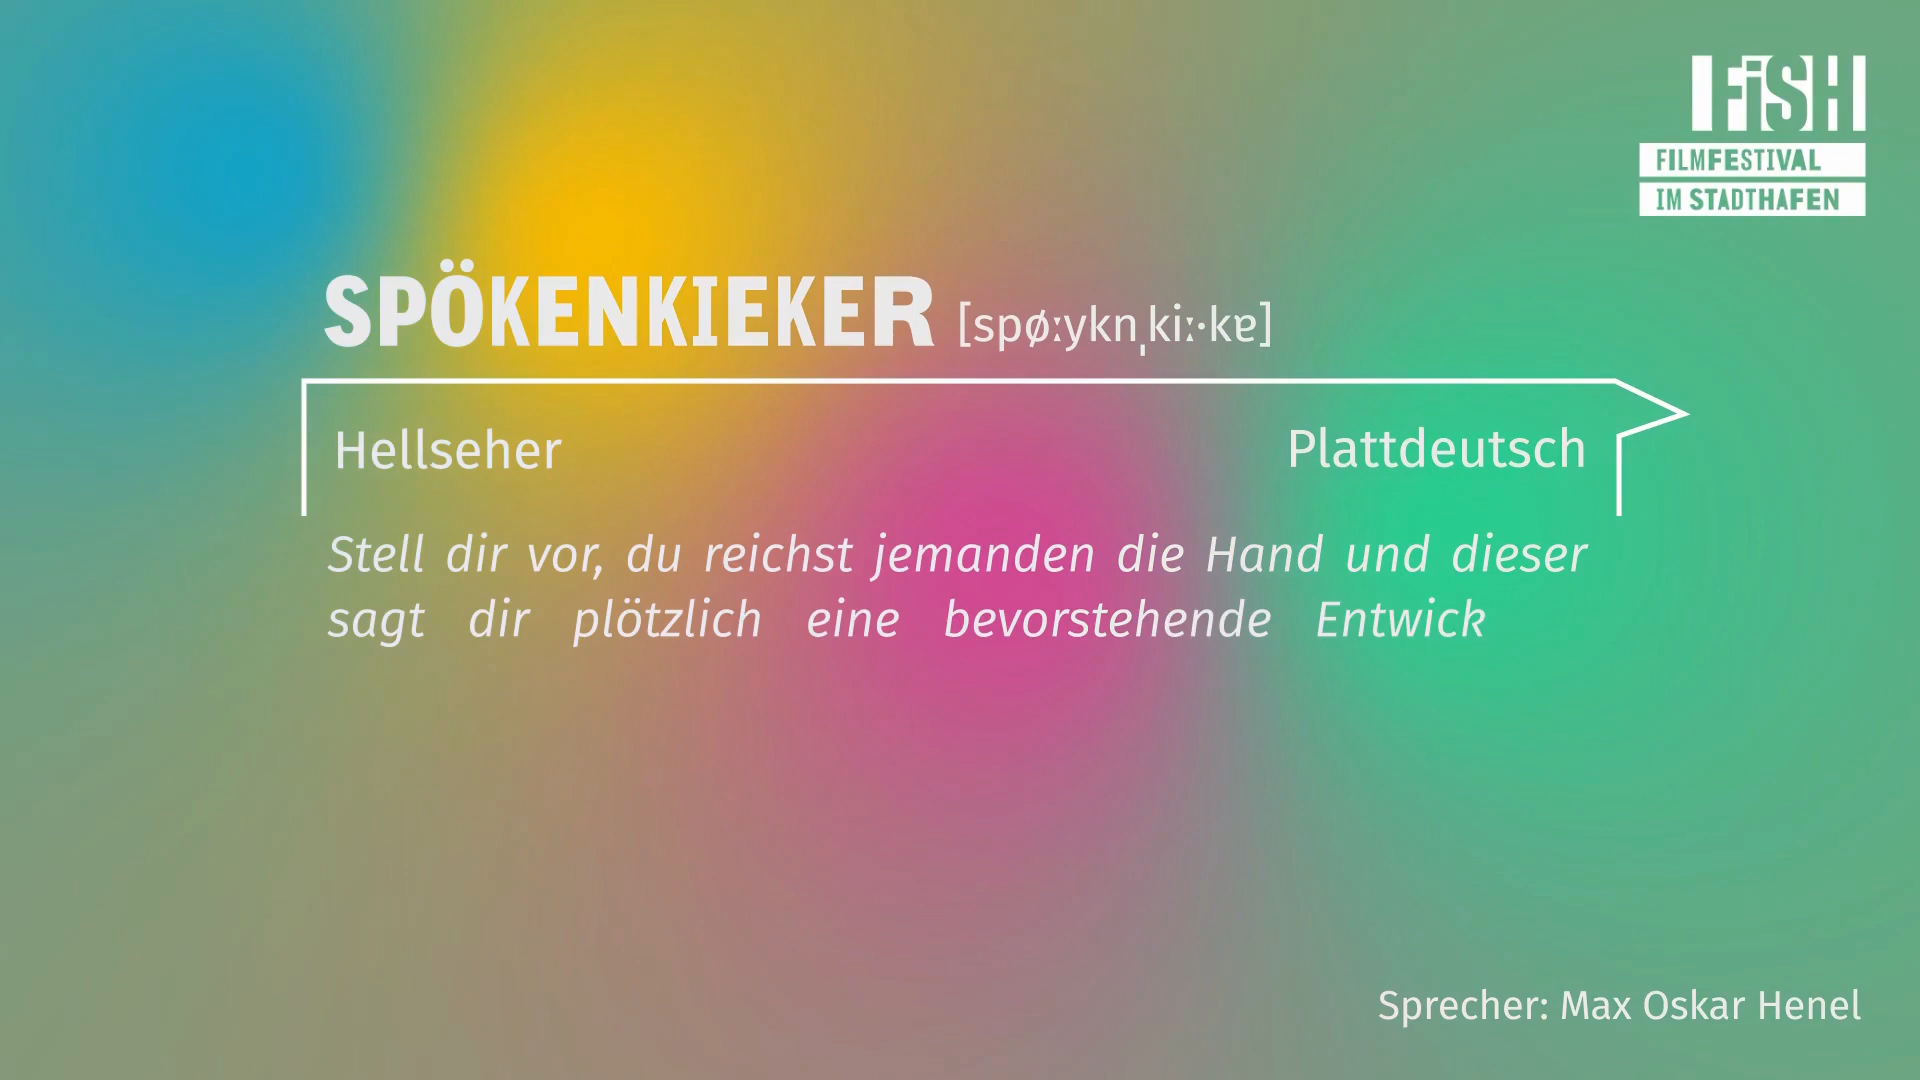 FiSH
FILMFESTIVAL
IM STADTHAFEN
SPÖKENKIEKER [spøːyknˌkiː·kɐ]
Hellseher Plattdeutsch
Stell dir vor, du reichst jemanden die Hand und dieser
sagt dir plötzlich eine bevorstehende Entwick
Sprecher: Max Oskar Henel